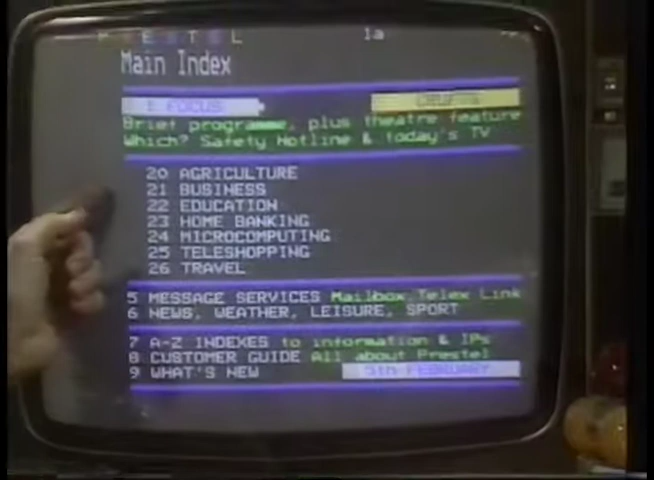 P R E S T E L 1a
Main Index
FOCUS
Brief programme, plus theatre feature
Which? Safety Hotline & today's TV
20 AGRICULTURE
21 BUSINESS
22 EDUCATION
23 HOME BANKING
24 MICROCOMPUTING
25 TELESHOPPING
26 TRAVEL
5 MESSAGE SERVICES Mailbox, Telex Link
6 NEWS, WEATHER, LEISURE, SPORT
7 A-Z INDEXES to information & IPs
8 CUSTOMER GUIDE All about Prestel
9 WHAT'S NEW 5th FEBRUARY